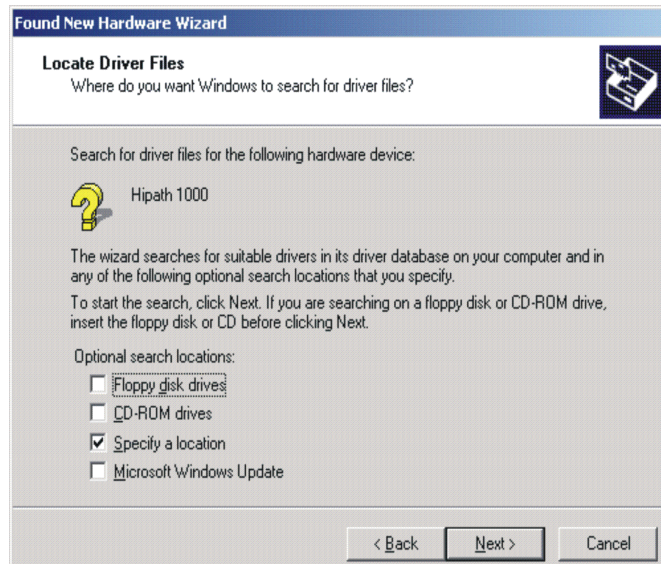 Found New Hardware Wizard
Locate Driver Files
Where do you want Windows to search for driver files?
Search for driver files for the following hardware device:
Hipath 1000
The wizard searches for suitable drivers in its driver database on your computer and in
any of the following optional search locations that you specify.
To start the search, click Next. If you are searching on a floppy disk or CD-ROM drive,
insert the floppy disk or CD before clicking Next.
Optional search locations:
Floppy disk drives
CD-ROM drives
Specify a location
Microsoft Windows Update
< Back Next > Cancel